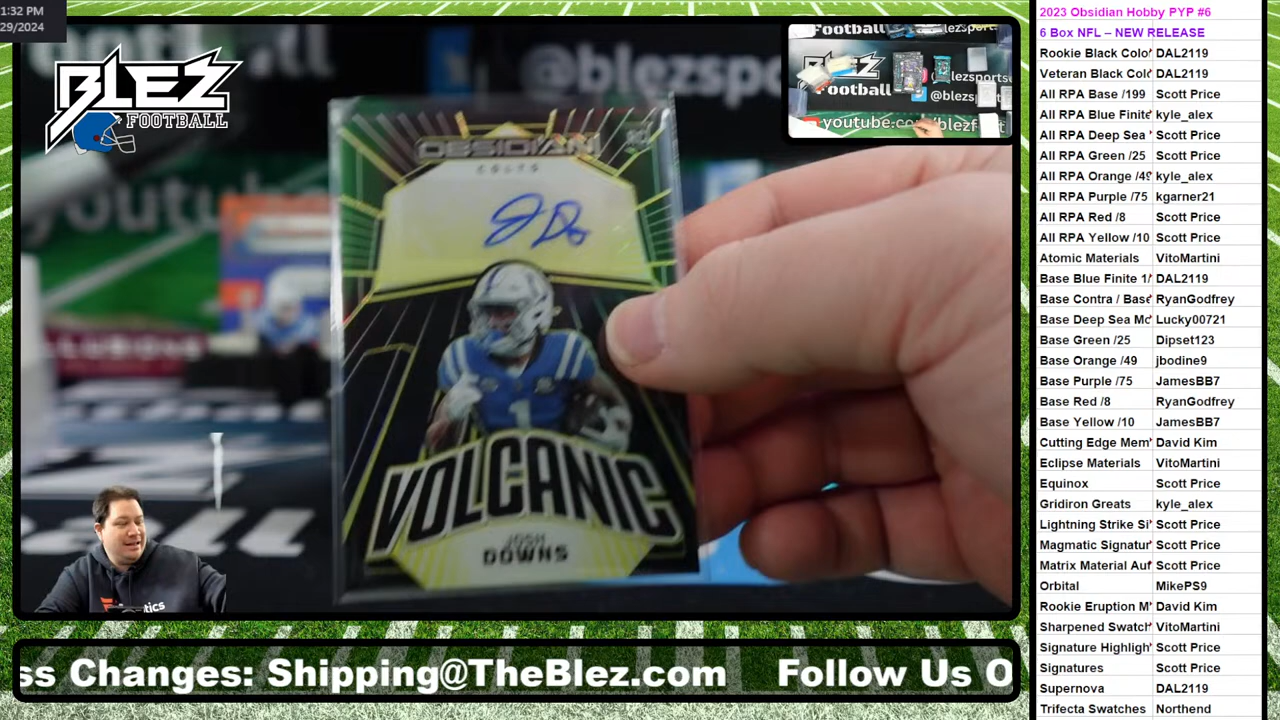 1:32 PM
29/2024
BLEZ
FOOTBALL
@blezspo
Football
Football
@blezsports
youtube.com/blezfoot
OBSIDIAN
COLTS
VOLCANIC
JOSH
DOWNS
1
ss Changes: Shipping@TheBlez.com Follow Us O
2023 Obsidian Hobby PYP #6
6 Box NFL – NEW RELEASE
Rookie Black Colo DAL2119
Veteran Black Colo DAL2119
All RPA Base /199 Scott Price
All RPA Blue Finite kyle_alex
All RPA Deep Sea Scott Price
All RPA Green /25 Scott Price
All RPA Orange /49 kyle_alex
All RPA Purple /75 kgarner21
All RPA Red /8 Scott Price
All RPA Yellow /10 Scott Price
Atomic Materials VitoMartini
Base Blue Finite 1/ DAL2119
Base Contra / Base RyanGodfrey
Base Deep Sea Mo Lucky00721
Base Green /25 Dipset123
Base Orange /49 jbodine9
Base Purple /75 JamesBB7
Base Red /8 RyanGodfrey
Base Yellow /10 JamesBB7
Cutting Edge Mem David Kim
Eclipse Materials VitoMartini
Equinox Scott Price
Gridiron Greats kyle_alex
Lightning Strike Si Scott Price
Magmatic Signatur Scott Price
Matrix Material Aut Scott Price
Orbital MikePS9
Rookie Eruption M David Kim
Sharpened Swatch VitoMartini
Signature Highligh Scott Price
Signatures Scott Price
Supernova DAL2119
Trifecta Swatches Northend